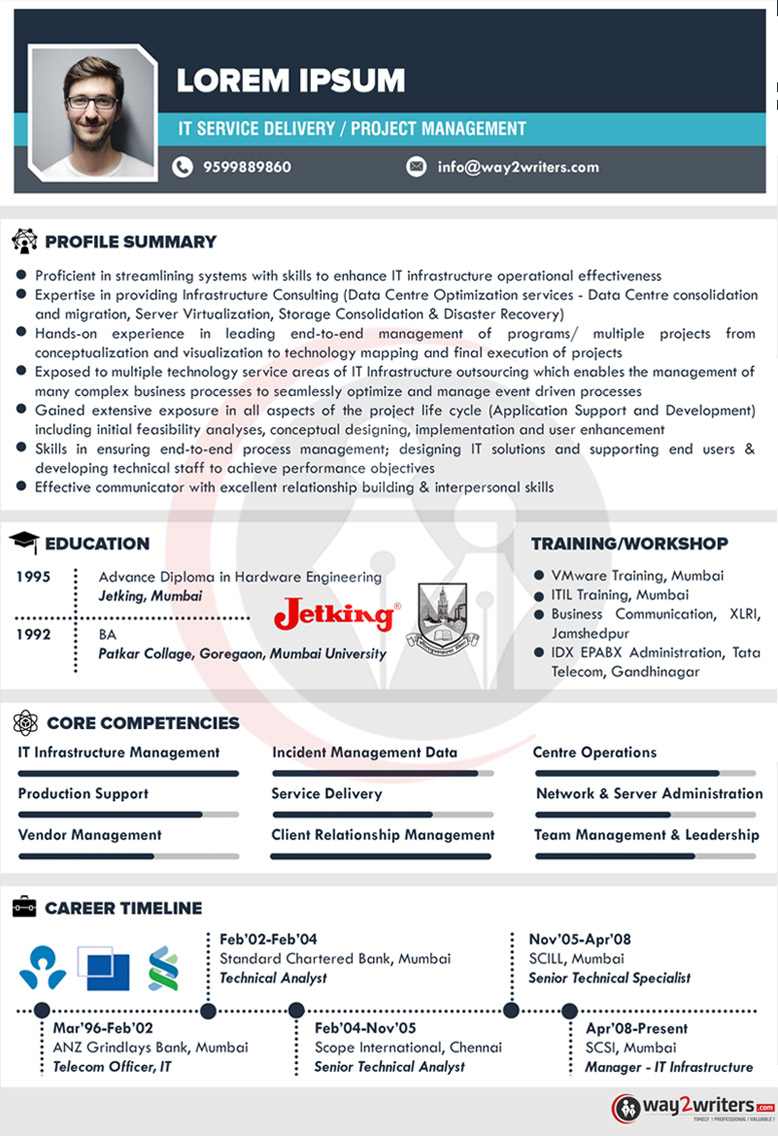 LOREM IPSUM
IT SERVICE DELIVERY / PROJECT MANAGEMENT
9599889860
info@way2writers.com
PROFILE SUMMARY
Proficient in streamlining systems with skills to enhance IT infrastructure operational effectiveness
Expertise in providing Infrastructure Consulting (Data Centre Optimization services - Data Centre consolidation
and migration, Server Virtualization, Storage Consolidation & Disaster Recovery)
Hands-on experience in leading end-to-end management of programs/ multiple projects from
conceptualization and visualization to technology mapping and final execution of projects
Exposed to multiple technology service areas of IT Infrastructure outsourcing which enables the management of
many complex business processes to seamlessly optimize and manage event driven processes
Gained extensive exposure in all aspects of the project life cycle (Application Support and Development)
including initial feasibility analyses, conceptual designing, implementation and user enhancement
Skills in ensuring end-to-end process management; designing IT solutions and supporting end users &
developing technical staff to achieve performance objectives
Effective communicator with excellent relationship building & interpersonal skills
EDUCATION
1995
Advance Diploma in Hardware Engineering
Jetking, Mumbai
Jetking®
1992
BA
Patkar Collage, Goregaon, Mumbai University
TRAINING/WORKSHOP
VMware Training, Mumbai
ITIL Training, Mumbai
Business Communication, XLRI,
Jamshedpur
IDX EPABX Administration, Tata
Telecom, Gandhinagar
CORE COMPETENCIES
IT Infrastructure Management
Incident Management Data
Centre Operations
Production Support
Service Delivery
Network & Server Administration
Vendor Management
Client Relationship Management
Team Management & Leadership
CAREER TIMELINE
Feb'02-Feb'04
Standard Chartered Bank, Mumbai
Technical Analyst
Nov'05-Apr'08
SCILL, Mumbai
Senior Technical Specialist
Mar'96-Feb'02
ANZ Grindlays Bank, Mumbai
Telecom Officer, IT
Feb'04-Nov'05
Scope International, Chennai
Senior Technical Analyst
Apr'08-Present
SCSI, Mumbai
Manager - IT Infrastructure
way2writers.com
TIMELY | PROFESSIONAL | VALUABLE !